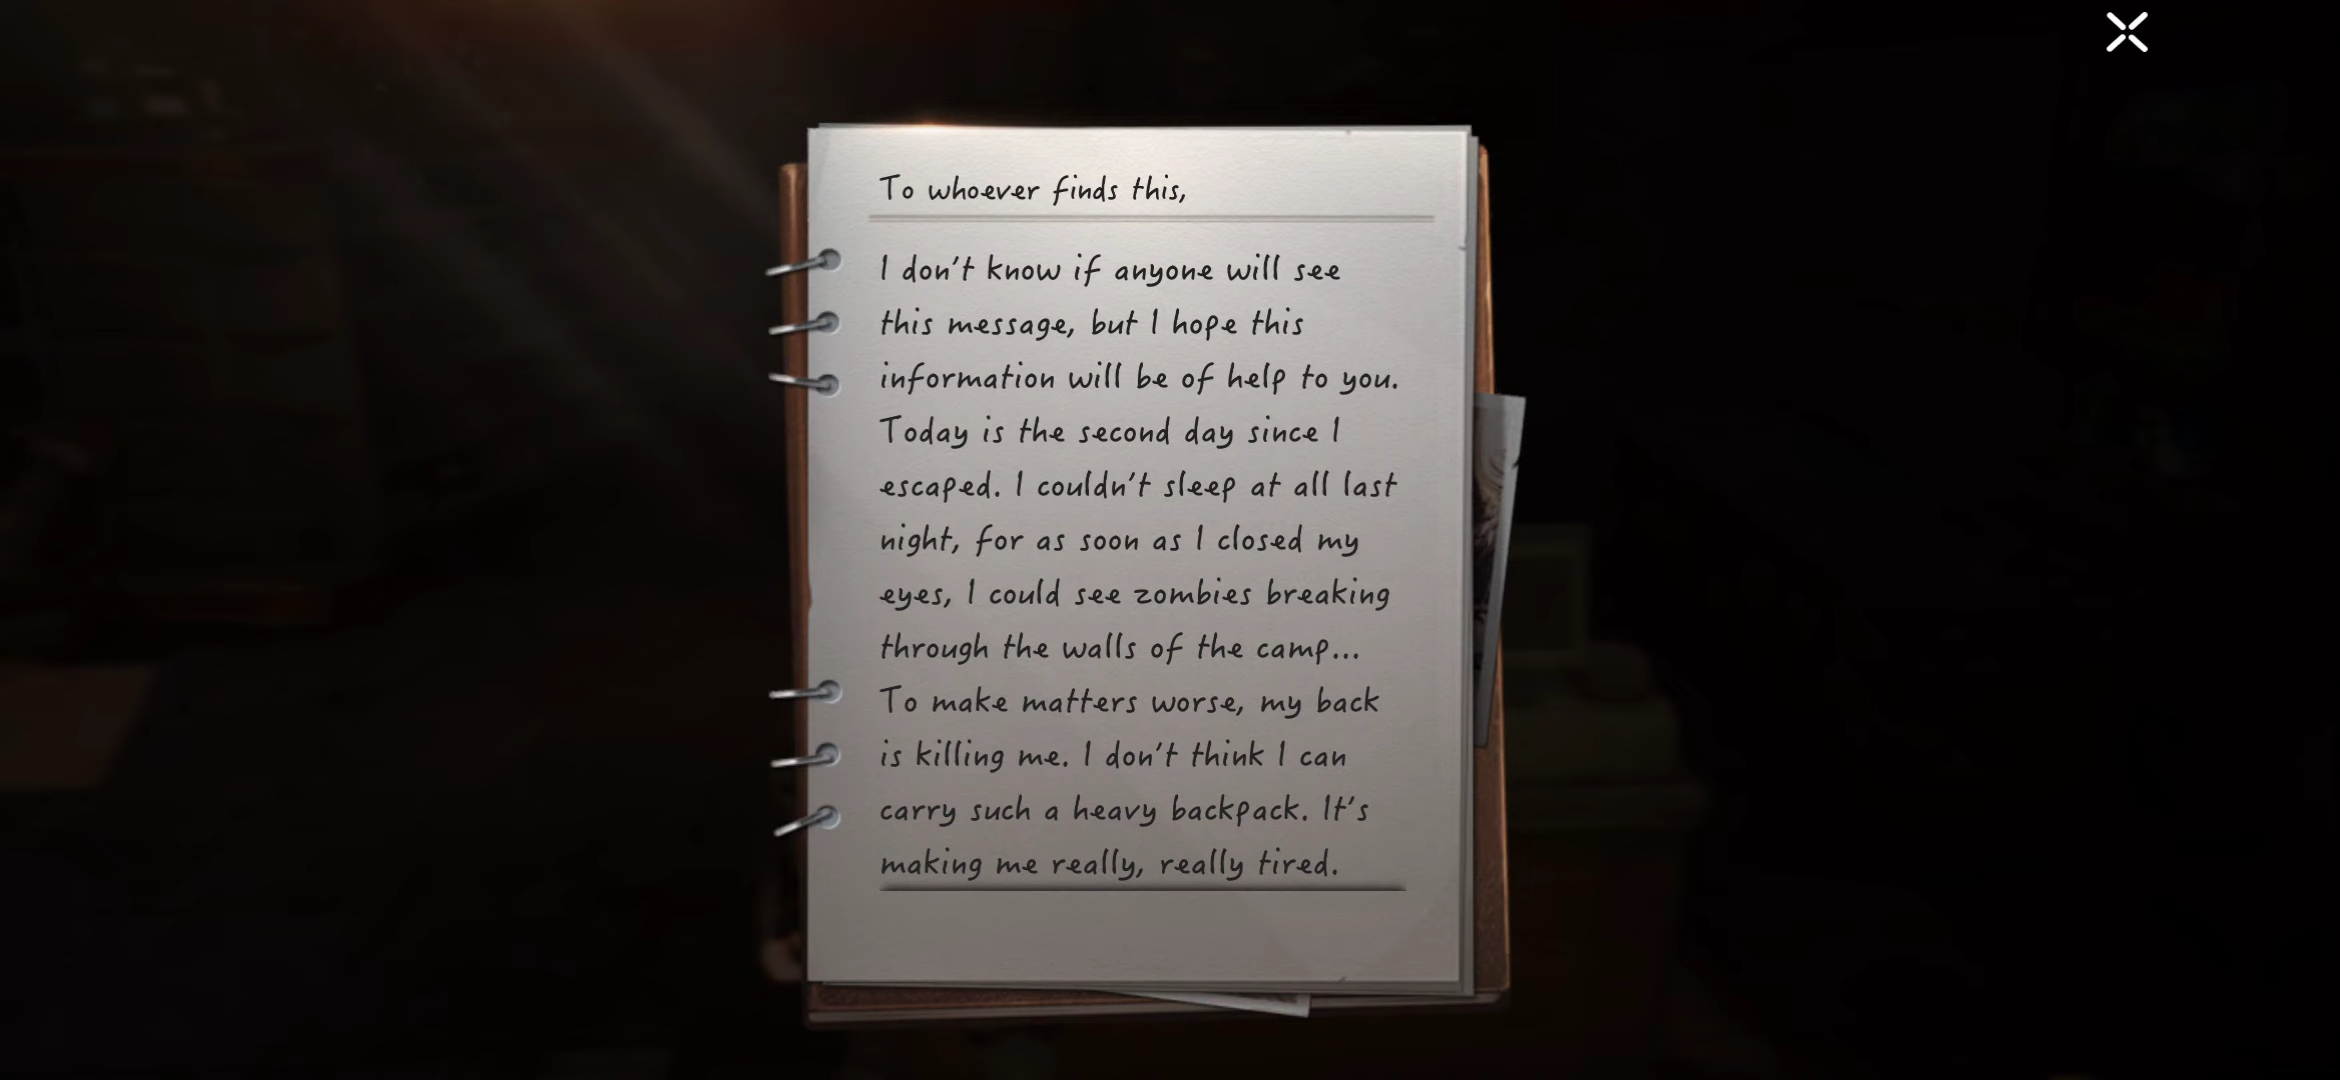 To whoever finds this,
I don't know if anyone will see
this message, but I hope this
information will be of help to you.
Today is the second day since I
escaped. I couldn't sleep at all last
night, for as soon as I closed my
eyes, I could see zombies breaking
through the walls of the camp...
To make matters worse, my back
is killing me. I don't think I can
carry such a heavy backpack. It's
making me really, really tired.